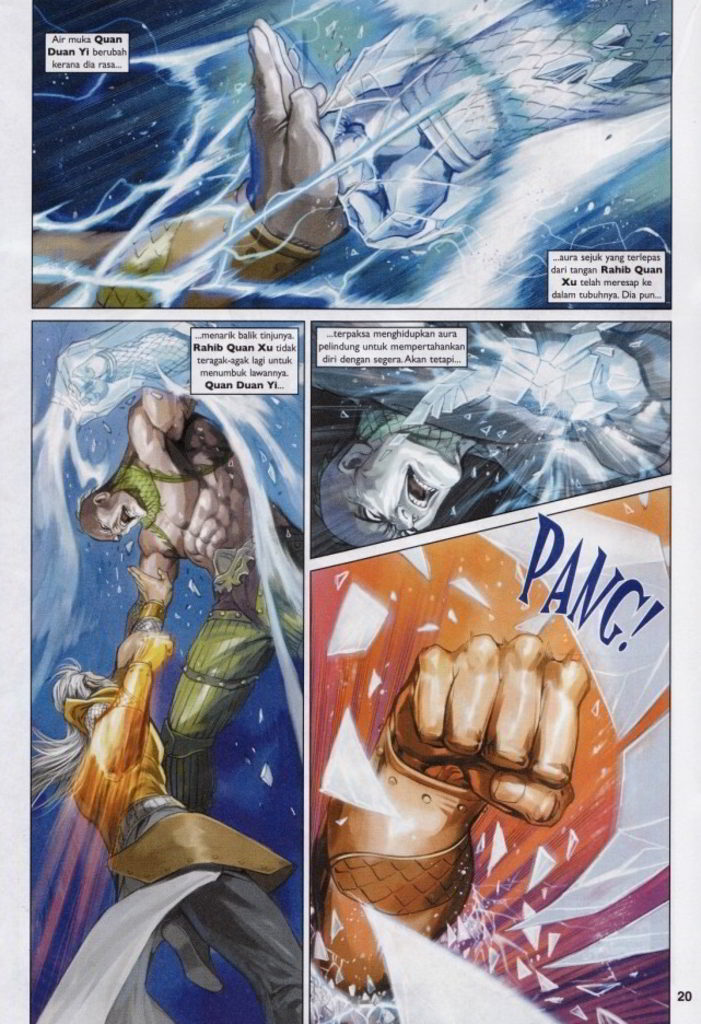 Air muka Quan
Duan Yi berubah
kerana dia rasa...
...aura sejuk yang terlepas
dari tangan Rahib Quan
Xu telah meresap ke
dalam tubuhnya. Dia pun...
...menarik balik tinjunya.
Rahib Quan Xu tidak
teragak-agak lagi untuk
menumbuk lawannya.
Quan Duan Yi...
...terpaksa menghidupkan aura
pelindung untuk mempertahankan
diri dengan segera. Akan tetapi...
PANG!
20